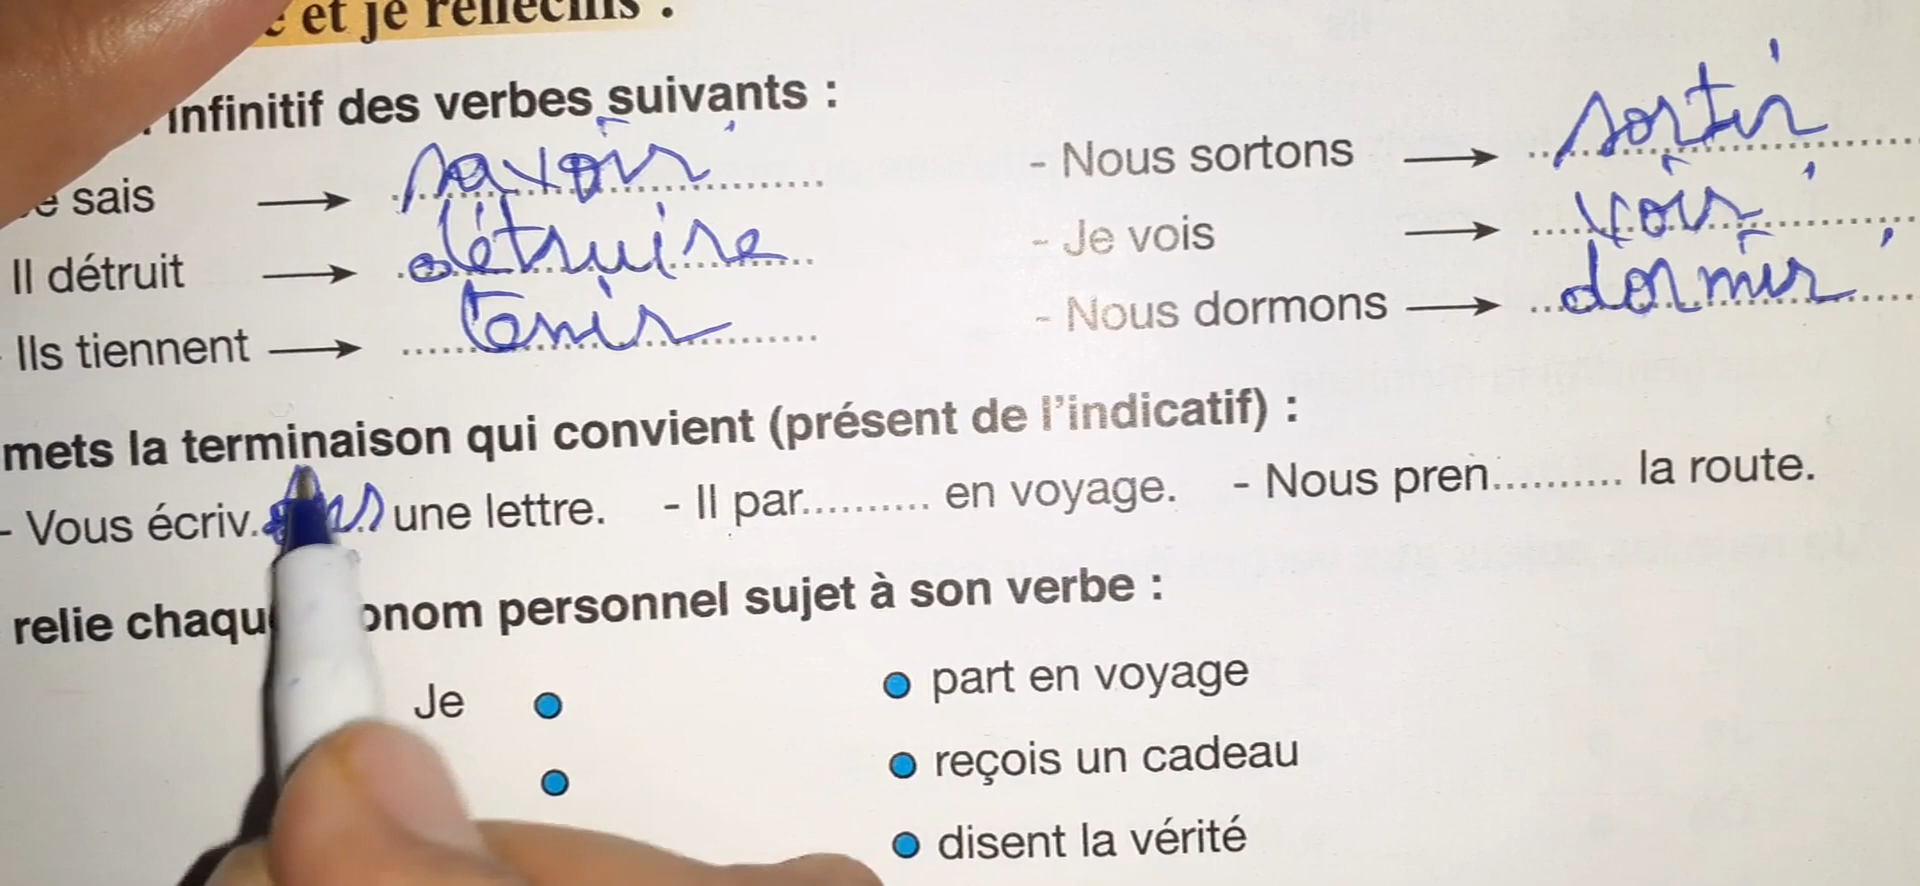 et je réfléchis :
infinitif des verbes suivants :
e sais → savoir - Nous sortons → sortir
Il détruit → détruire - Je vois → voir
Ils tiennent → tenir - Nous dormons → dormir
mets la terminaison qui convient (présent de l'indicatif) :
- Vous écriv. une lettre. - Il par.......... en voyage. - Nous pren.......... la route.
relie chaqu onom personnel sujet à son verbe :
Je part en voyage
reçois un cadeau
disent la vérité